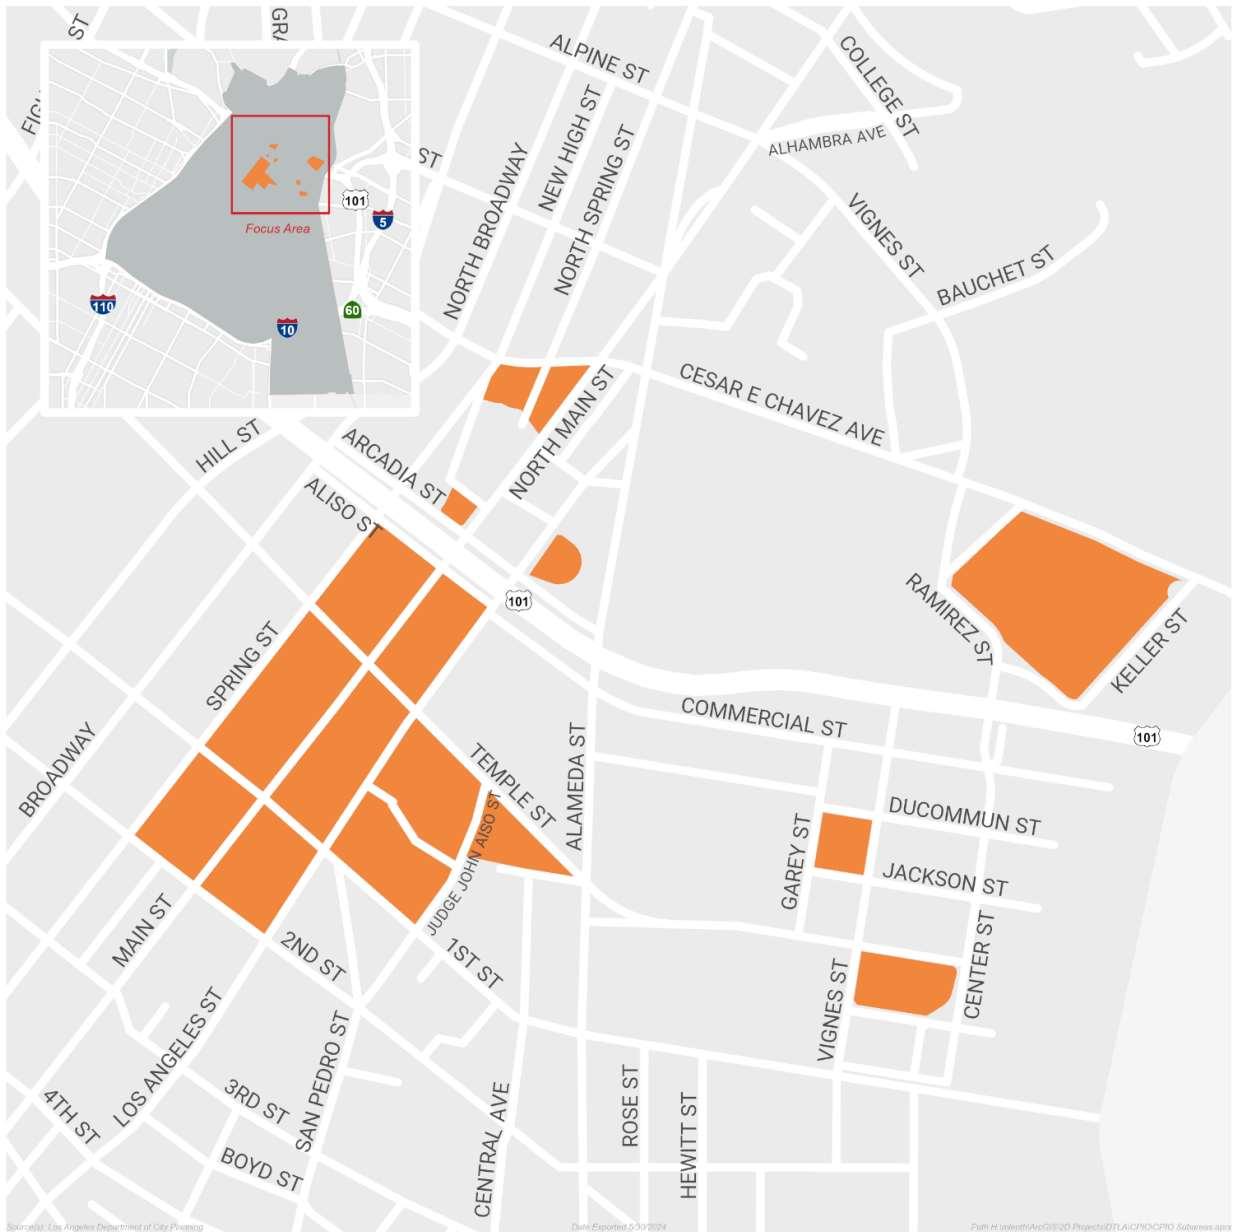 ST
GR
FIG
ALPINE ST
COLLEGE ST
ALHAMBRA AVE
ST
NEW HIGH ST
NORTH SPRING ST
NORTH BROADWAY
VIGNES ST
BAUCHET ST
101
5
Focus Area
110
10
60
CESAR E CHAVEZ AVE
NORTH MAIN ST
HILL ST
ARCADIA ST
ALISO ST
101
RAMIREZ ST
KELLER ST
SPRING ST
COMMERCIAL ST
101
BROADWAY
TEMPLE ST
ALAMEDA ST
JUDGE JOHN AISO ST
DUCOMMUN ST
GAREY ST
JACKSON ST
MAIN ST
2ND ST
1ST ST
CENTER ST
VIGNES ST
LOS ANGELES ST
SAN PEDRO ST
3RD ST
4TH ST
BOYD ST
CENTRAL AVE
ROSE ST
HEWITT ST
Source(s): Los Angeles Department of City Planning
Date Exported 5/30/2024